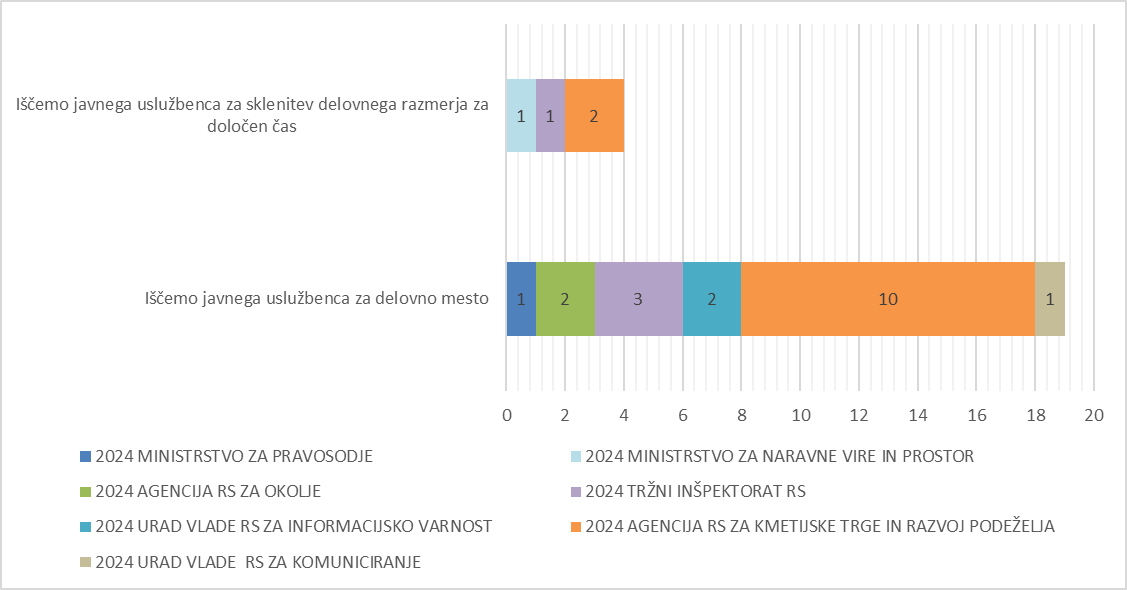 Iščemo javnega uslužbenca za sklenitev delovnega razmerja za
določen čas
1 1 2
Iščemo javnega uslužbenca za delovno mesto
1 2 3 2 10 1
0 2 4 6 8 10 12 14 16 18 20
2024 MINISTRSTVO ZA PRAVOSODJE
2024 MINISTRSTVO ZA NARAVNE VIRE IN PROSTOR
2024 AGENCIJA RS ZA OKOLJE
2024 TRŽNI INŠPEKTORAT RS
2024 URAD VLADE RS ZA INFORMACIJSKO VARNOST
2024 AGENCIJA RS ZA KMETIJSKE TRGE IN RAZVOJ PODEŽELJA
2024 URAD VLADE  RS ZA KOMUNICIRANJE